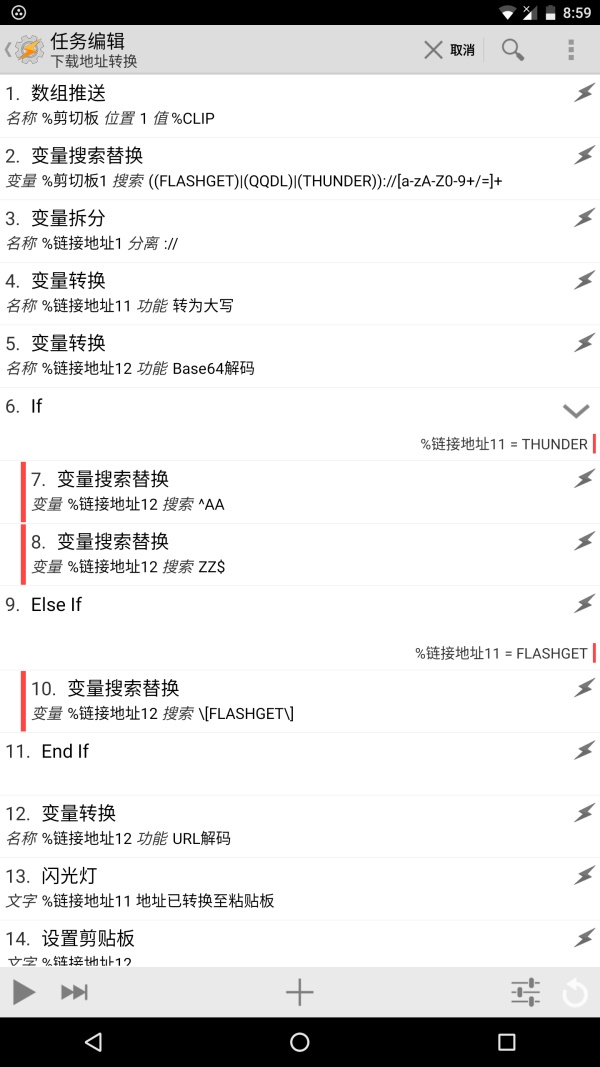 8:59
任务编辑
下载地址转换
取消
1. 数组推送
名称 %剪切板 位置 1 值 %CLIP
2. 变量搜索替换
变量 %剪切板1 搜索 ((FLASHGET)|(QQDL)|(THUNDER))://[a-zA-Z0-9+/=]+
3. 变量拆分
名称 %链接地址1 分离 ://
4. 变量转换
名称 %链接地址11 功能 转为大写
5. 变量转换
名称 %链接地址12 功能 Base64解码
6. If
%链接地址11 = THUNDER
7. 变量搜索替换
变量 %链接地址12 搜索 ^AA
8. 变量搜索替换
变量 %链接地址12 搜索 ZZ$
9. Else If
%链接地址11 = FLASHGET
10. 变量搜索替换
变量 %链接地址12 搜索 \[FLASHGET\]
11. End If
12. 变量转换
名称 %链接地址12 功能 URL解码
13. 闪光灯
文字 %链接地址11 地址已转换至粘贴板
14. 设置剪贴板
文字 %链接地址12